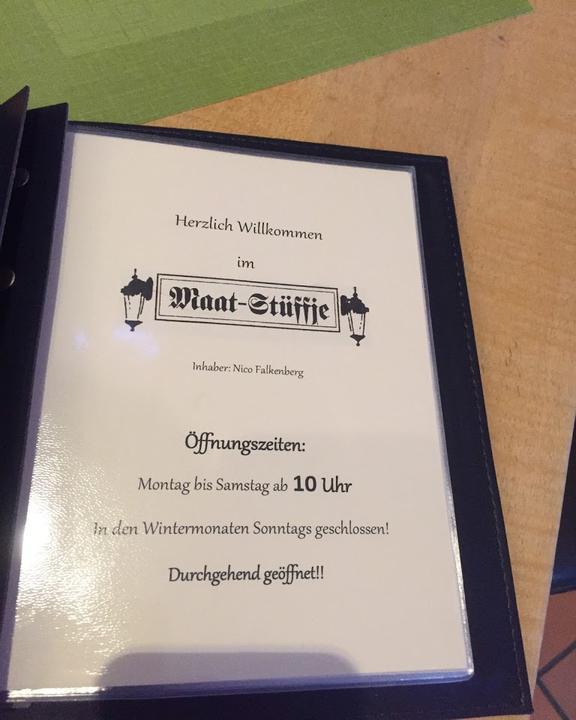 Herzlich Willkommen
im
Maat-Stüffje
Inhaber: Nico Falkenberg
Öffnungszeiten:
Montag bis Samstag ab 10 Uhr
In den Wintermonaten Sonntags geschlossen!
Durchgehend geöffnet!!